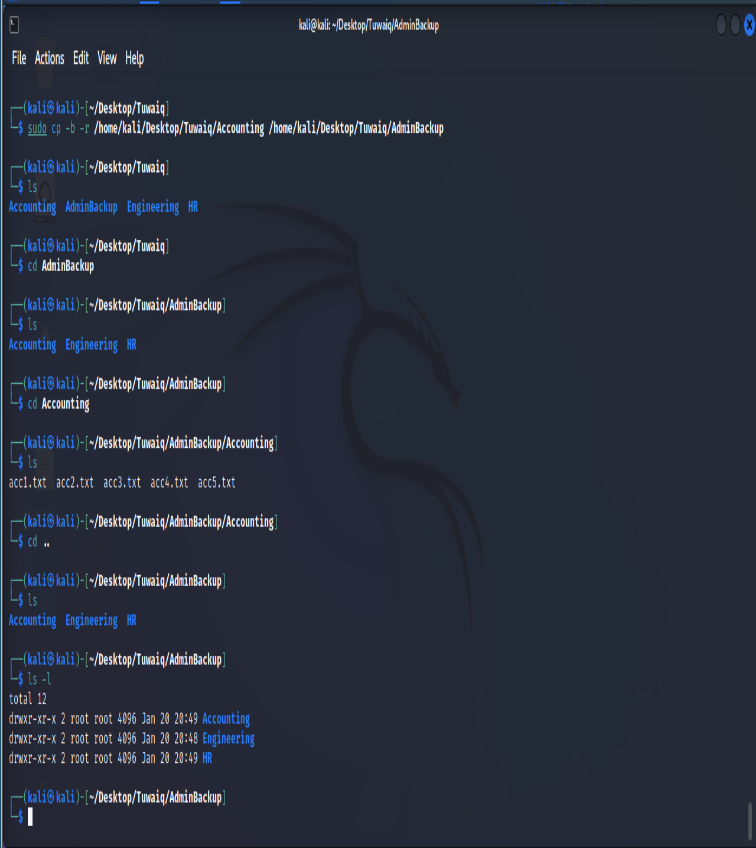 kali@kali: ~/Desktop/Tuwaiq/AdminBackup
File Actions Edit View Help
┌──(kali㉿kali)-[~/Desktop/Tuwaiq]
└─$ sudo cp -b -r /home/kali/Desktop/Tuwaiq/Accounting /home/kali/Desktop/Tuwaiq/AdminBackup
┌──(kali㉿kali)-[~/Desktop/Tuwaiq]
└─$ ls
Accounting AdminBackup Engineering HR
┌──(kali㉿kali)-[~/Desktop/Tuwaiq]
└─$ cd AdminBackup
┌──(kali㉿kali)-[~/Desktop/Tuwaiq/AdminBackup]
└─$ ls
Accounting Engineering HR
┌──(kali㉿kali)-[~/Desktop/Tuwaiq/AdminBackup]
└─$ cd Accounting
┌──(kali㉿kali)-[~/Desktop/Tuwaiq/AdminBackup/Accounting]
└─$ ls
acc1.txt acc2.txt acc3.txt acc4.txt acc5.txt
┌──(kali㉿kali)-[~/Desktop/Tuwaiq/AdminBackup/Accounting]
└─$ cd ..
┌──(kali㉿kali)-[~/Desktop/Tuwaiq/AdminBackup]
└─$ ls
Accounting Engineering HR
┌──(kali㉿kali)-[~/Desktop/Tuwaiq/AdminBackup]
└─$ ls -l
total 12
drwxr-xr-x 2 root root 4096 Jan 20 20:49 Accounting
drwxr-xr-x 2 root root 4096 Jan 20 20:48 Engineering
drwxr-xr-x 2 root root 4096 Jan 20 20:49 HR
┌──(kali㉿kali)-[~/Desktop/Tuwaiq/AdminBackup]
└─$